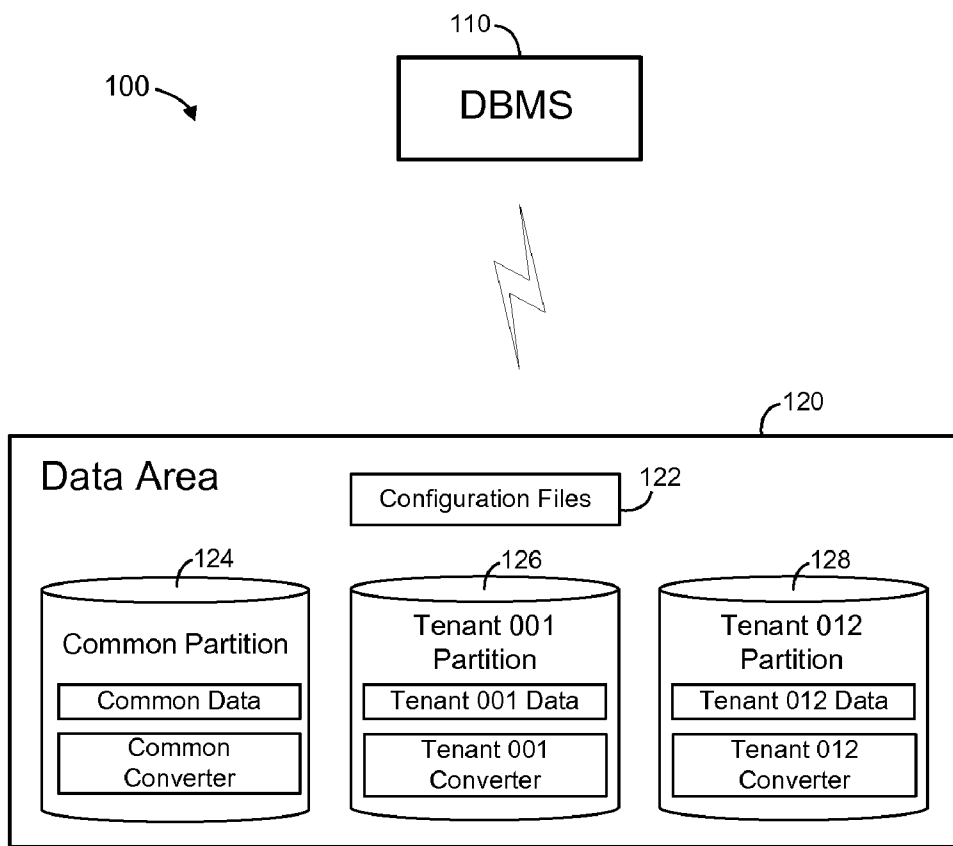 110
100
DBMS
120
Data Area
122
Configuration Files
124
126
128
Common Partition
Common Data
Common
Converter
Tenant 001
Partition
Tenant 001 Data
Tenant 001
Converter
Tenant 012
Partition
Tenant 012 Data
Tenant 012
Converter